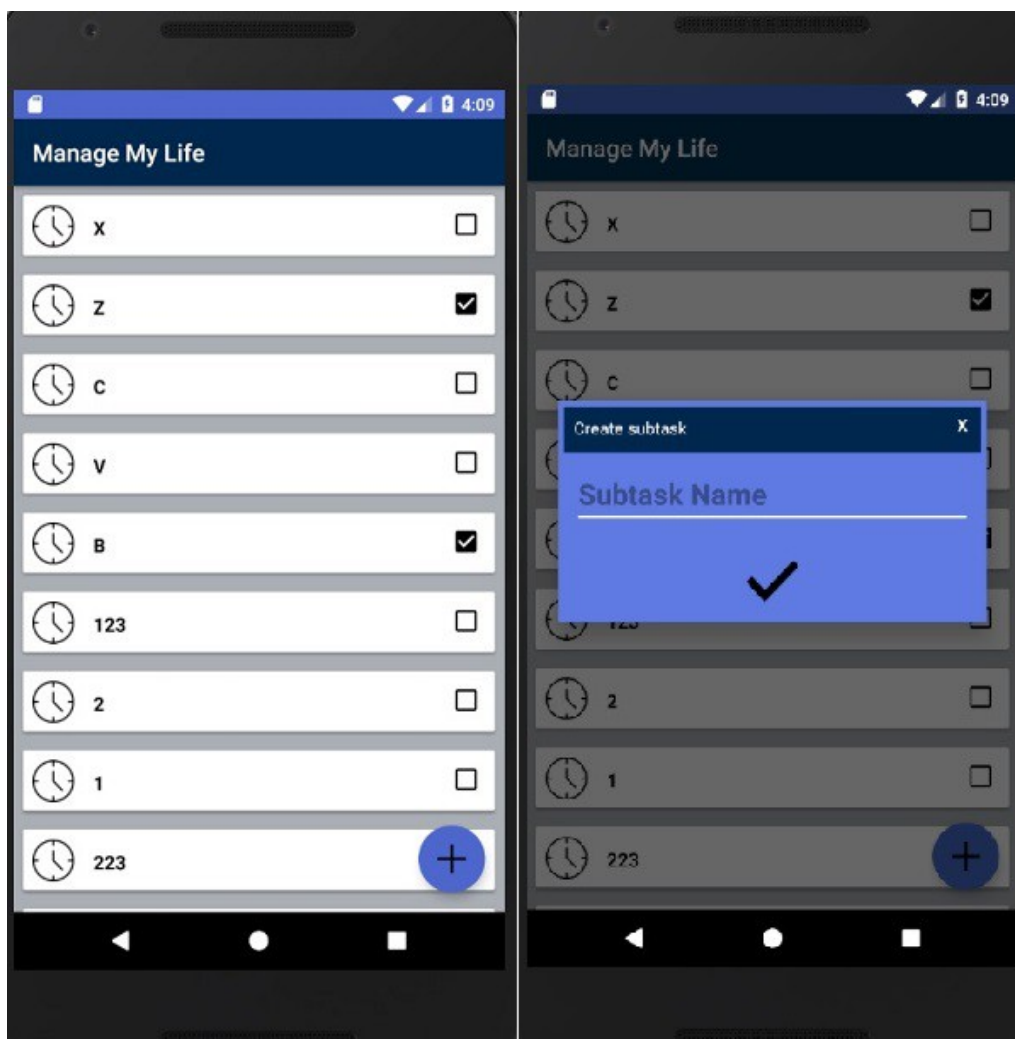 4:09
Manage My Life
X
Z
C
V
B
123
2
1
223
4:09
Manage My Life
X
Z
C
Create subtask
X
Subtask Name
123
2
1
223